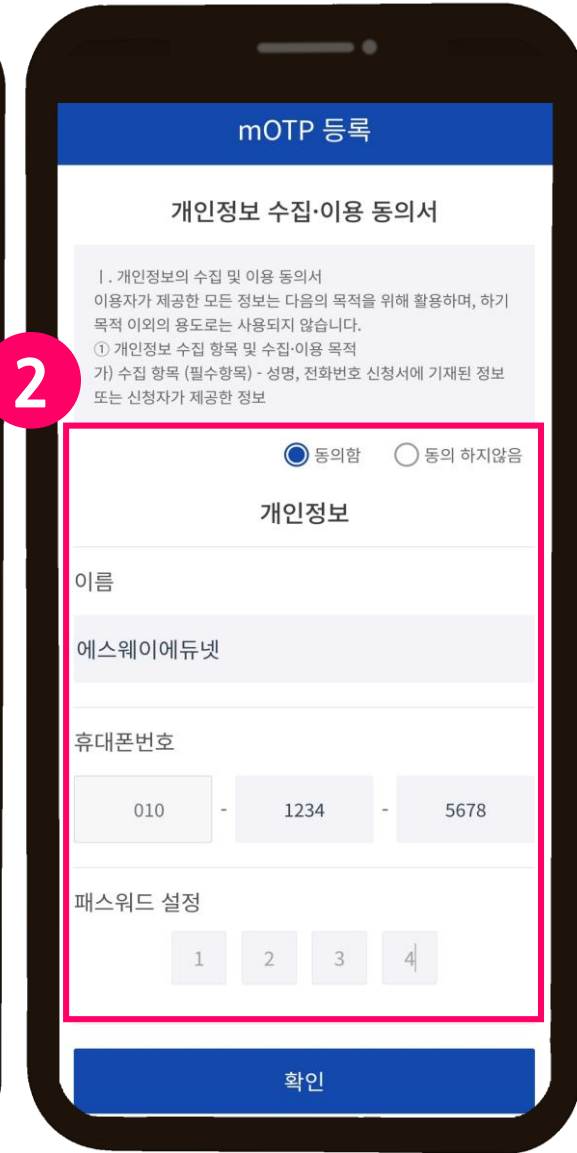 mOTP 등록
개인정보 수집·이용 동의서
Ⅰ. 개인정보의 수집 및 이용 동의서
이용자가 제공한 모든 정보는 다음의 목적을 위해 활용하며, 하기
목적 이외의 용도로는 사용되지 않습니다.
① 개인정보 수집 항목 및 수집·이용 목적
가) 수집 항목 (필수항목) - 성명, 전화번호 신청서에 기재된 정보
또는 신청자가 제공한 정보
2
동의함 동의 하지않음
개인정보
이름
에스웨이에듀넷
휴대폰번호
010 - 1234 - 5678
패스워드 설정
1 2 3 4
확인